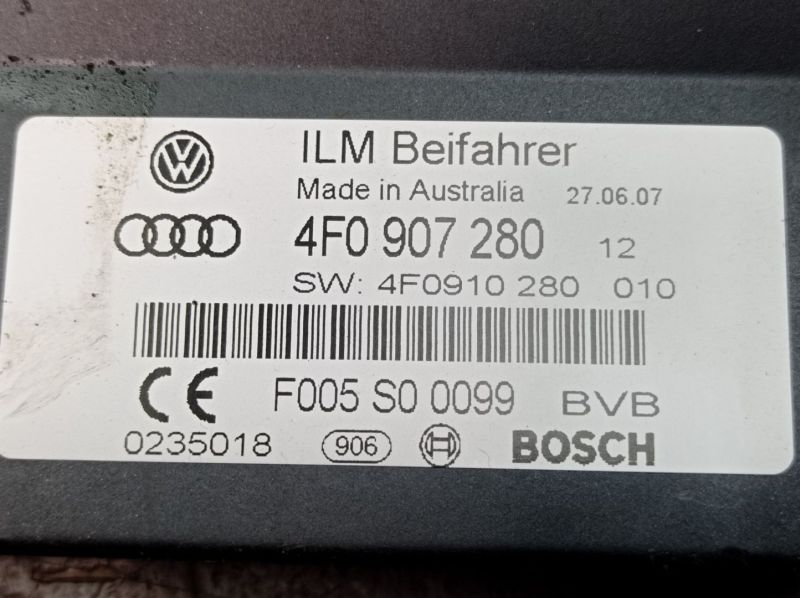 ILM Beifahrer
Made in Australia 27.06.07
4F0 907 280 12
SW: 4F0910 280 010
CE F005 S0 0099 BVB
0235018 906 BOSCH